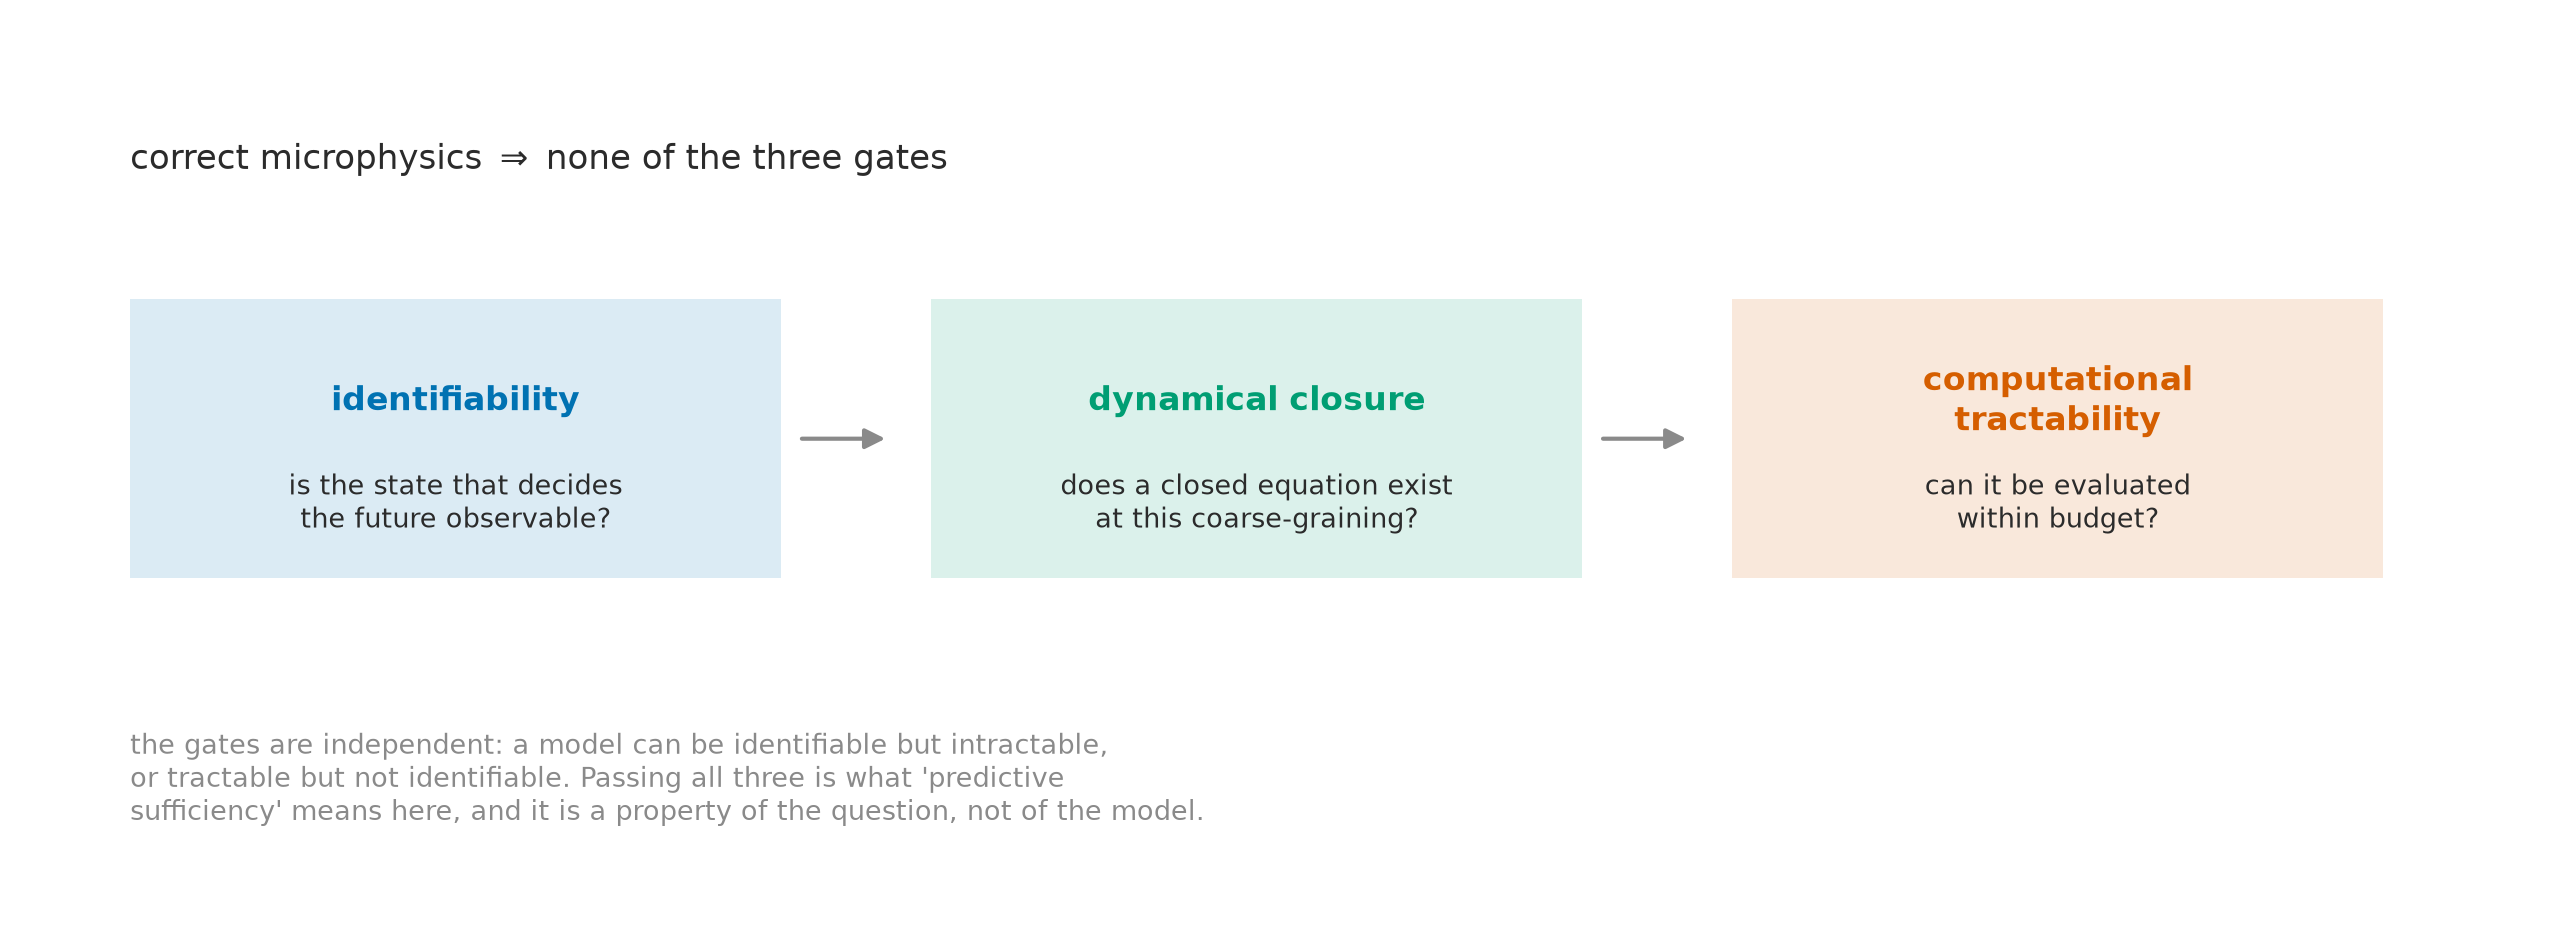 correct microphysics ⇒ none of the three gates
identifiability
is the state that decides
the future observable?
dynamical closure
does a closed equation exist
at this coarse-graining?
computational
tractability
can it be evaluated
within budget?
the gates are independent: a model can be identifiable but intractable,
or tractable but not identifiable. Passing all three is what 'predictive
sufficiency' means here, and it is a property of the question, not of the model.